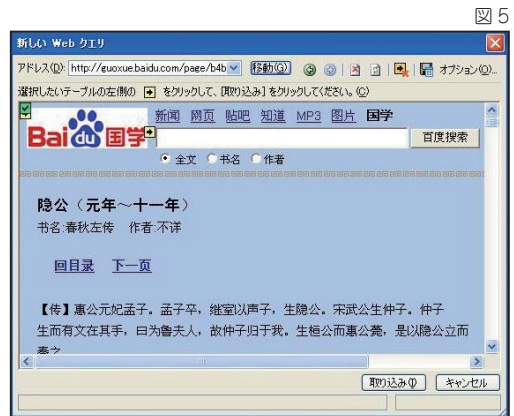 図 5
新しい Web クエリ
アドレス(D): http://guoxue.baidu.com/page/b4b 移動(G) オプション(O)...
選択したいテーブルの左側の をクリックして、[取り込み] をクリックしてください。(C)
新闻 网页 贴吧 知道 MP3 图片 国学
Bai 国学 百度搜索
全文 书名 作者
隐公（元年～十一年）
书名:春秋左传 作者:不详
回目录 下一页
【传】惠公元妃孟子。孟子卒，继室以声子，生隐公。宋武公生仲子。仲子
生而有文在其手，曰为鲁夫人，故仲子归于我。生桓公而惠公薨，是以隐公立而
奉之
取り込み(I) キャンセル